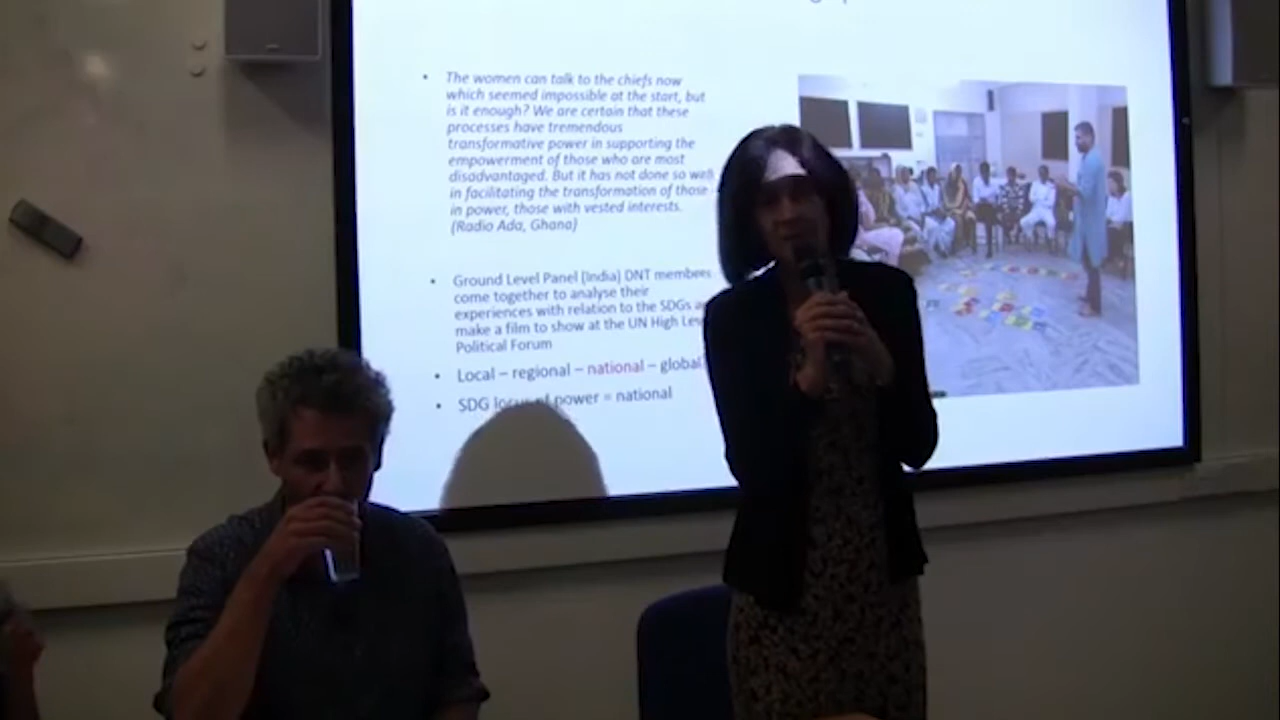 The women can talk to the chiefs now
which seemed impossible at the start, but
is it enough? We are certain that these
processes have tremendous
transformative power in supporting the
empowerment of those who are most
disadvantaged. But it has not done so well
in facilitating the transformation of those
in power, those with vested interests.
(Radio Ada, Ghana)
Ground Level Panel (India) DNT members
come together to analyse their
experiences with relation to the SDGs
make a film to show at the UN High
Political Forum
Local – regional – national – global
SDG locus of power = national